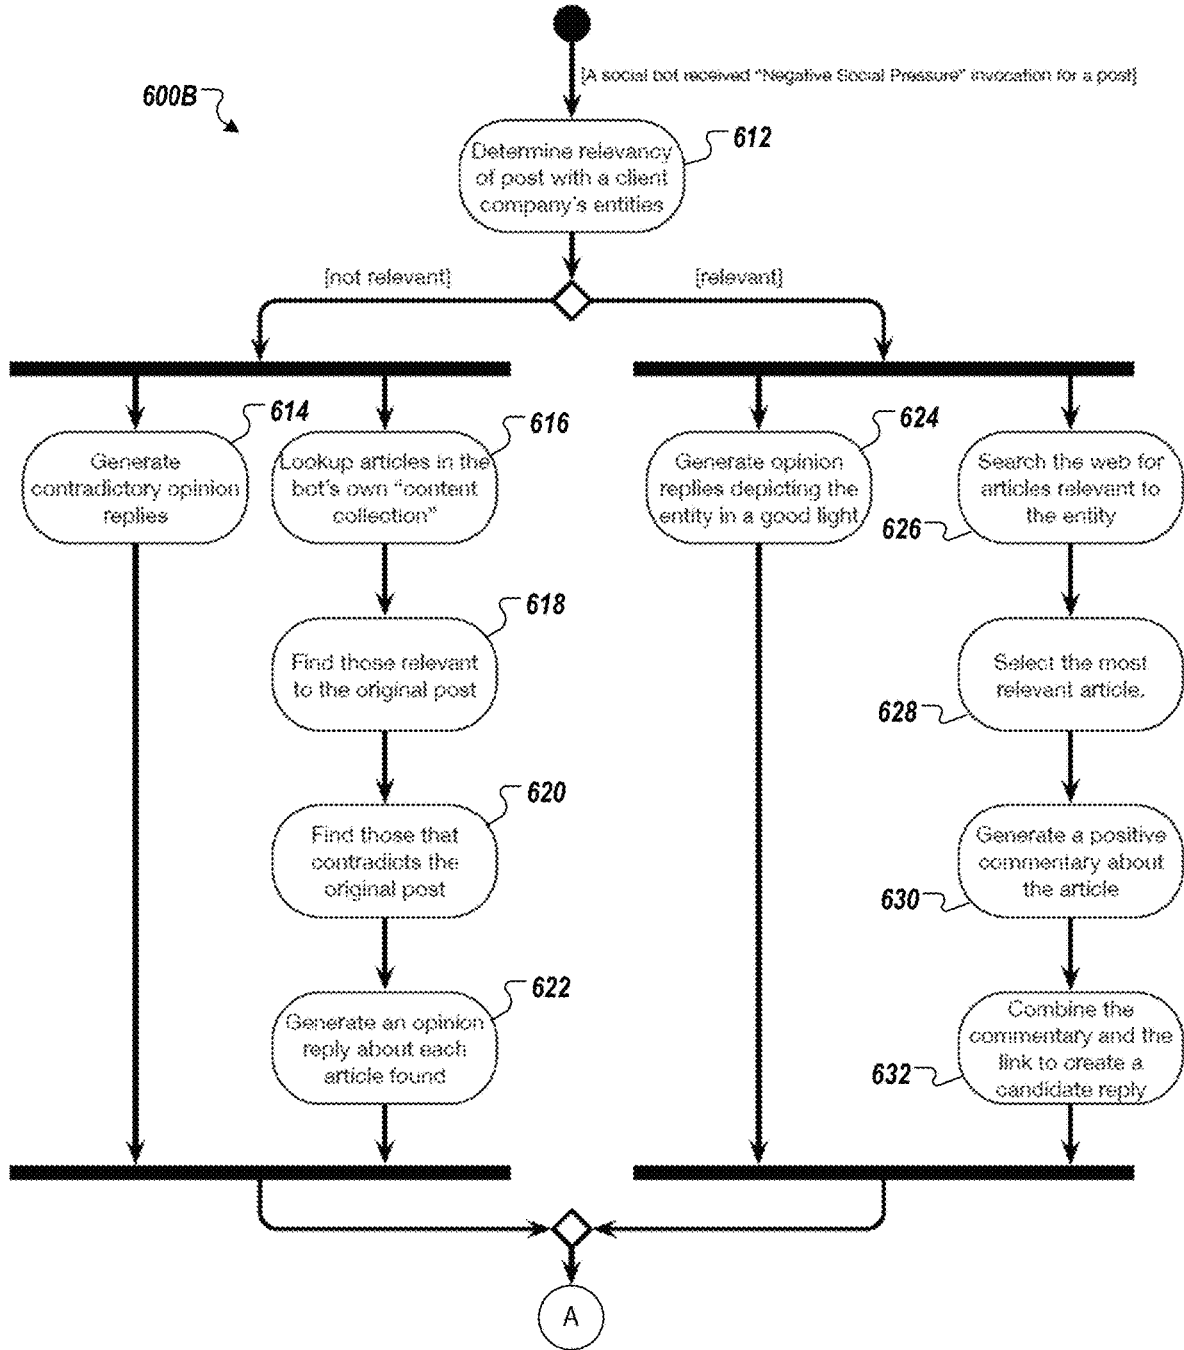 [A social bot received "Negative Social Pressure" invocation for a post]
600B
612
Determine relevancy
of post with a client
company's entities
[not relevant]
[relevant]
614
Generate
contradictory opinion
replies
616
Lookup articles in the
bot's own "content
collection"
624
Generate opinion
replies depicting the
entity in a good light
Search the web for
articles relevant to
the entity
626
618
Find those relevant
to the original post
Select the most
relevant article.
628
620
Find those that
contradicts the
original post
Generate a positive
commentary about
the article
630
622
Generate an opinion
reply about each
article found
Combine the
commentary and the
link to create a
candidate reply
632
A